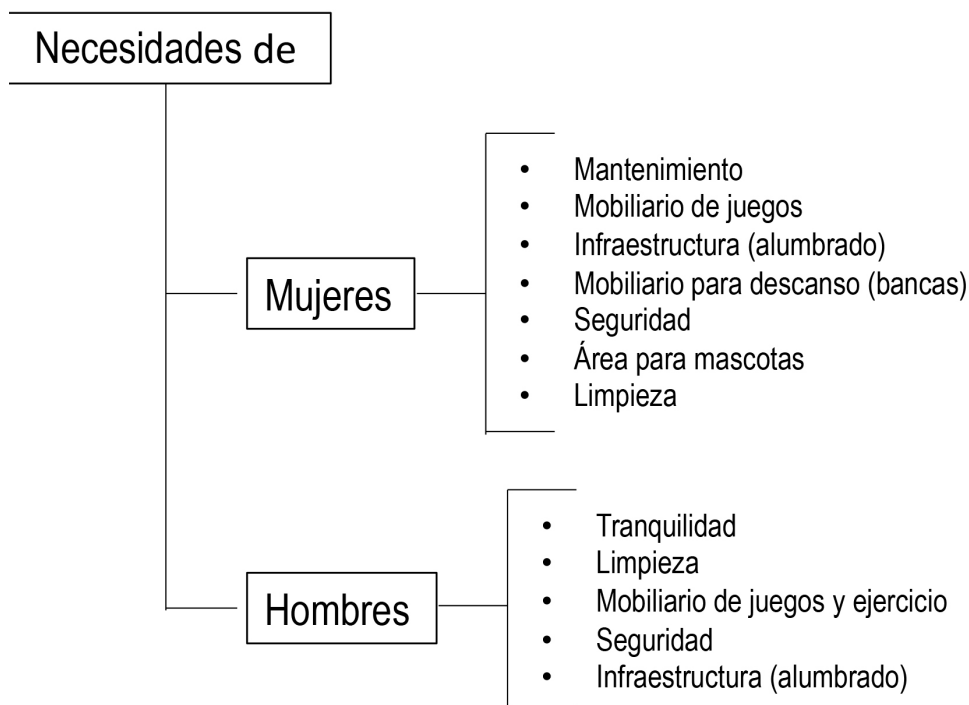 Necesidades de
Mujeres
• Mantenimiento
• Mobiliario de juegos
• Infraestructura (alumbrado)
• Mobiliario para descanso (bancas)
• Seguridad
• Área para mascotas
• Limpieza
Hombres
• Tranquilidad
• Limpieza
• Mobiliario de juegos y ejercicio
• Seguridad
• Infraestructura (alumbrado)